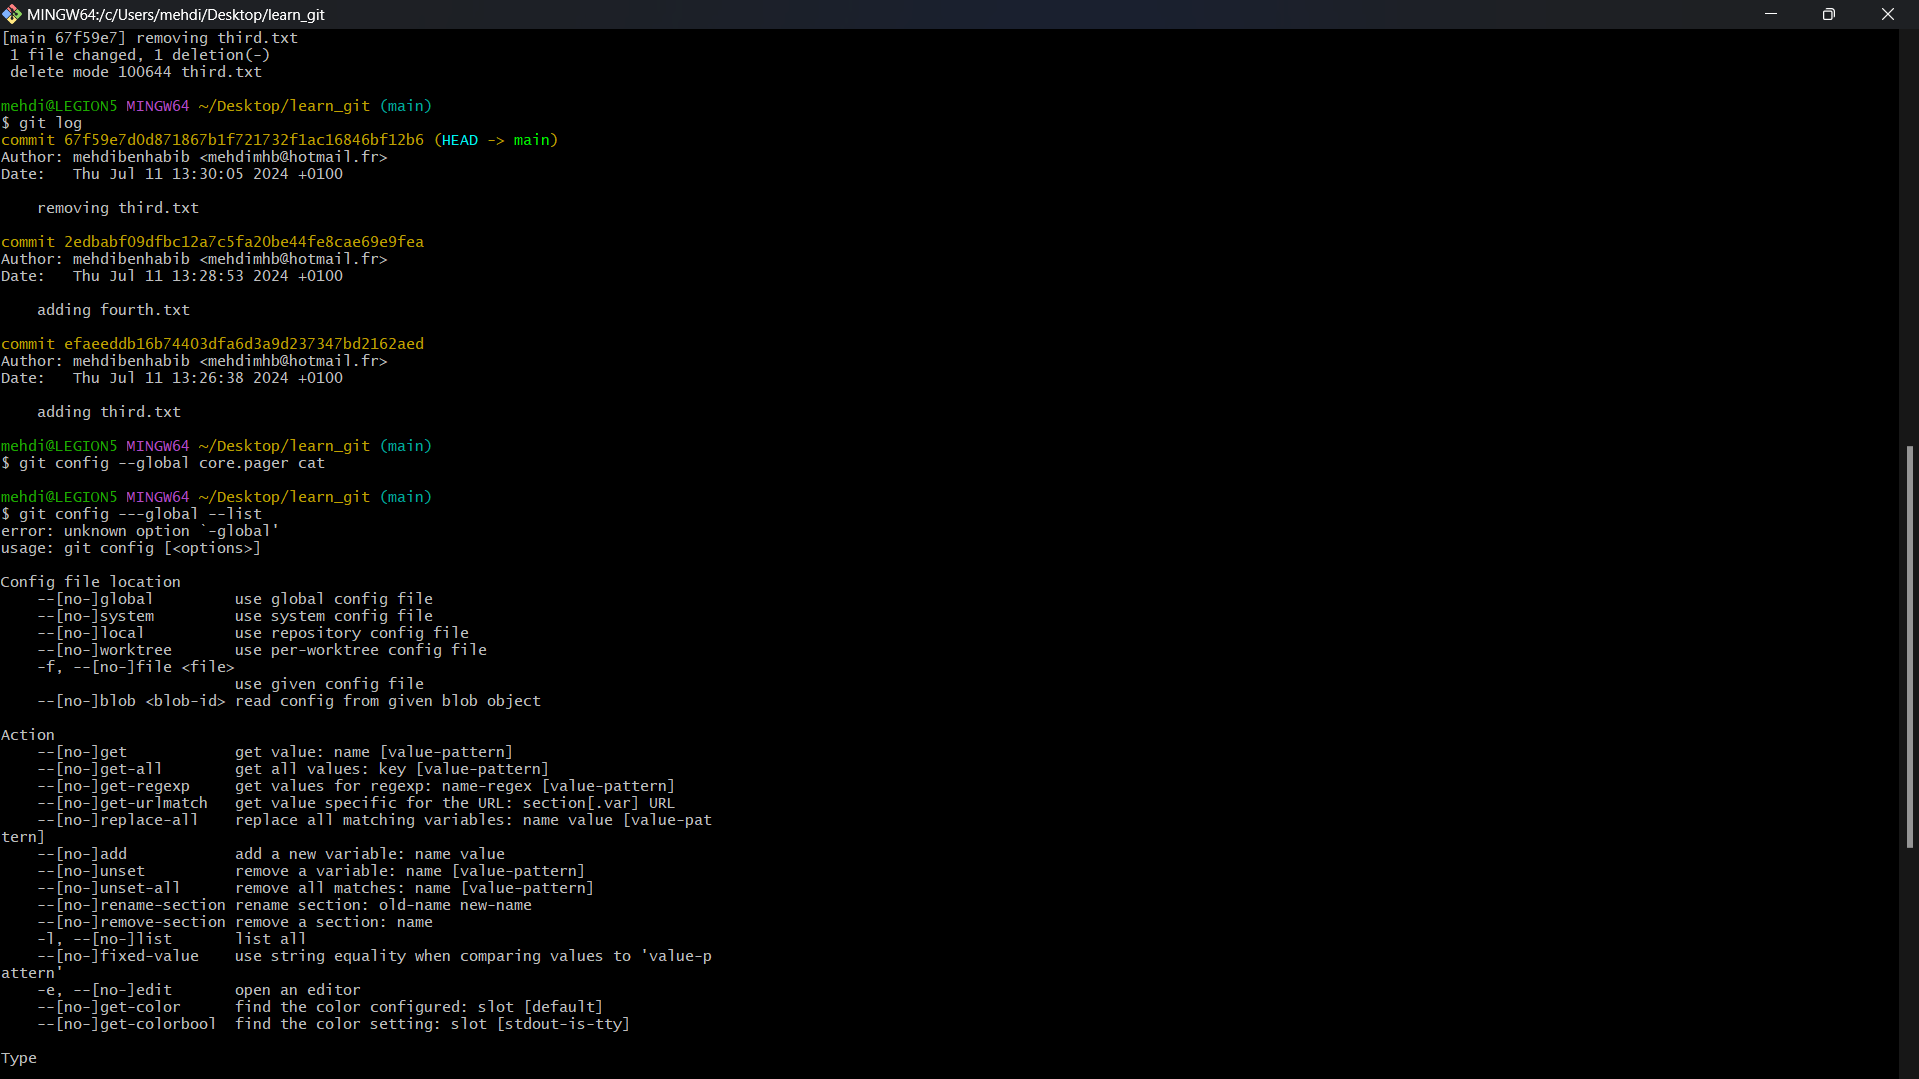 MINGW64:/c/Users/mehdi/Desktop/learn_git
[main 67f59e7] removing third.txt
 1 file changed, 1 deletion(-)
 delete mode 100644 third.txt

mehdi@LEGION5 MINGW64 ~/Desktop/learn_git (main)
$ git log
commit 67f59e7d0d871867b1f721732f1ac16846bf12b6 (HEAD -> main)
Author: mehdibenhabib <mehdimhb@hotmail.fr>
Date:   Thu Jul 11 13:30:05 2024 +0100

    removing third.txt

commit 2edbabf09dfbc12a7c5fa20be44fe8cae69e9fea
Author: mehdibenhabib <mehdimhb@hotmail.fr>
Date:   Thu Jul 11 13:28:53 2024 +0100

    adding fourth.txt

commit efaeeddb16b74403dfa6d3a9d237347bd2162aed
Author: mehdibenhabib <mehdimhb@hotmail.fr>
Date:   Thu Jul 11 13:26:38 2024 +0100

    adding third.txt

mehdi@LEGION5 MINGW64 ~/Desktop/learn_git (main)
$ git config --global core.pager cat

mehdi@LEGION5 MINGW64 ~/Desktop/learn_git (main)
$ git config ---global --list
error: unknown option `-global'
usage: git config [<options>]

Config file location
    --[no-]global         use global config file
    --[no-]system         use system config file
    --[no-]local          use repository config file
    --[no-]worktree       use per-worktree config file
    -f, --[no-]file <file>
                          use given config file
    --[no-]blob <blob-id> read config from given blob object

Action
    --[no-]get            get value: name [value-pattern]
    --[no-]get-all        get all values: key [value-pattern]
    --[no-]get-regexp     get values for regexp: name-regex [value-pattern]
    --[no-]get-urlmatch   get value specific for the URL: section[.var] URL
    --[no-]replace-all    replace all matching variables: name value [value-pat
tern]
    --[no-]add            add a new variable: name value
    --[no-]unset          remove a variable: name [value-pattern]
    --[no-]unset-all      remove all matches: name [value-pattern]
    --[no-]rename-section rename section: old-name new-name
    --[no-]remove-section remove a section: name
    -l, --[no-]list       list all
    --[no-]fixed-value    use string equality when comparing values to 'value-p
attern'
    -e, --[no-]edit       open an editor
    --[no-]get-color      find the color configured: slot [default]
    --[no-]get-colorbool  find the color setting: slot [stdout-is-tty]

Type